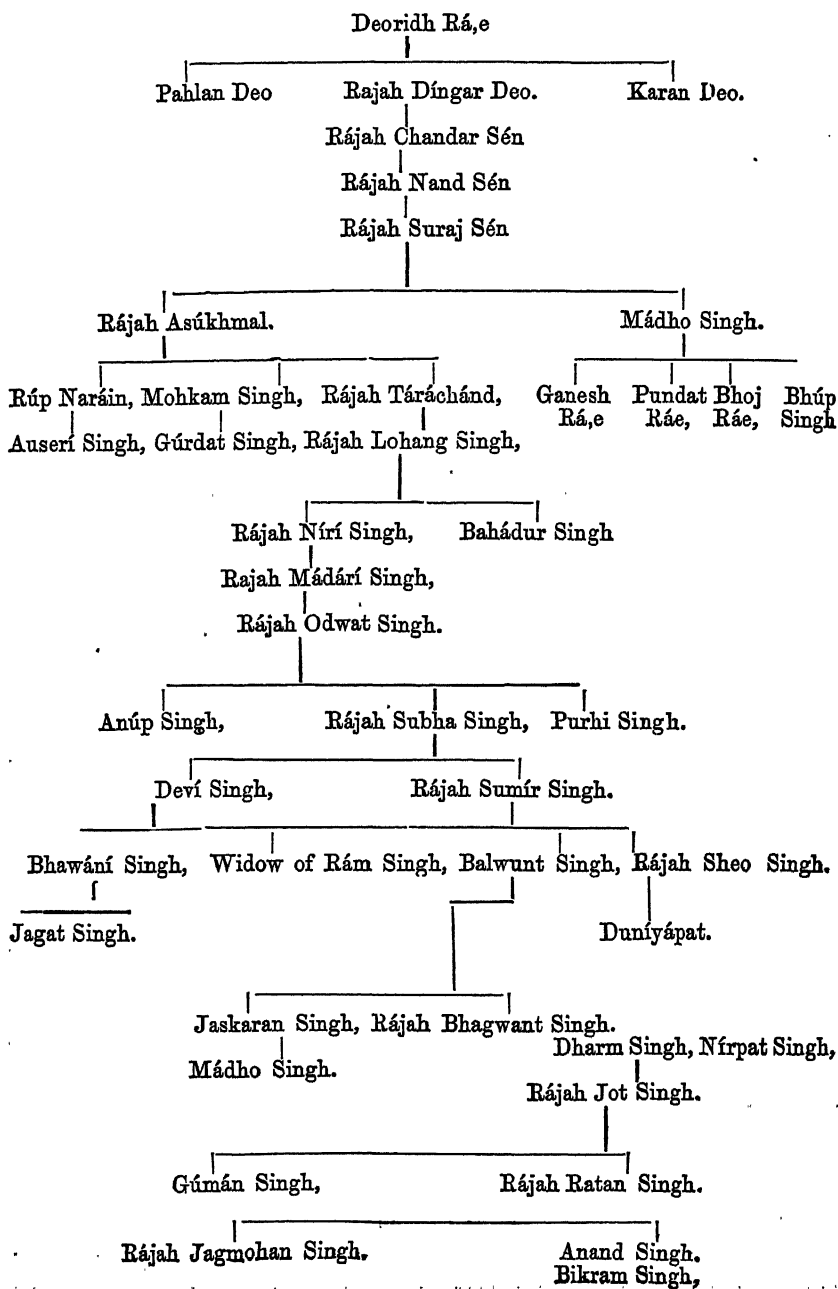 Deoridh Rá,e
Pahlan Deo Rajah Díngar Deo. Karan Deo.
Rájah Chandar Sén
Rájah Nand Sén
Rájah Suraj Sén
Rájah Asúkhmal. Mádho Singh.
Rúp Naráin, Mohkam Singh, Rájah Táráchánd, Ganesh Pundat Bhoj Bhúp
Rá,e Ráe, Ráe, Singh
Auserí Singh, Gúrdat Singh, Rájah Lohang Singh,
Rájah Nírí Singh, Bahádur Singh
Rajah Mádárí Singh,
Rájah Odwat Singh.
Anúp Singh, Rájah Subha Singh, Purhi Singh.
Deví Singh, Rájah Sumír Singh.
Bhawání Singh, Widow of Rám Singh, Balwunt Singh, Rájah Sheo Singh.
Jagat Singh. Duníyápat.
Jaskaran Singh, Rájah Bhagwant Singh.
Dharm Singh, Nírpat Singh,
Mádho Singh.
Rájah Jot Singh.
Gúmán Singh, Rájah Ratan Singh.
Rájah Jagmohan Singh. Anand Singh.
Bikram Singh,